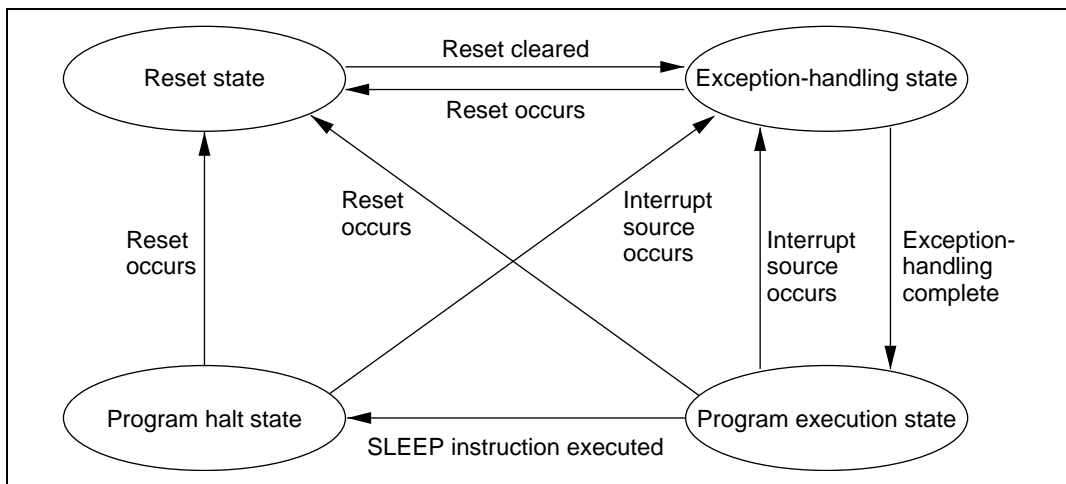 Reset cleared
Reset state
Exception-handling state
Reset occurs
Reset
occurs
Interrupt
source
occurs
Reset
occurs
Interrupt
source
occurs
Exception-
handling
complete
Program halt state
Program execution state
SLEEP instruction executed